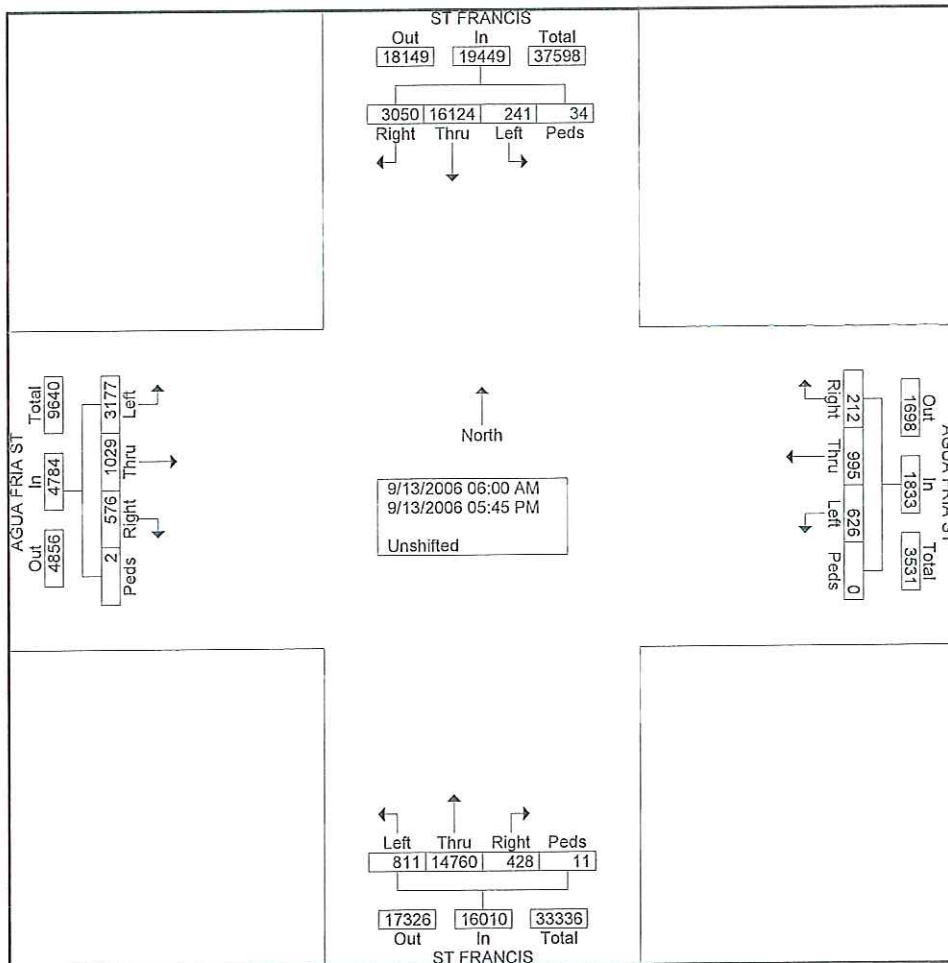 ST FRANCIS
Out In Total
18149 19449 37598
3050 16124 241 34
Right Thru Left Peds
AGUA FRIA ST
Total In Out
9640 4784 4856
3177 1029 576 2
Left Thru Right Peds
North
9/13/2006 06:00 AM
9/13/2006 05:45 PM
Unshifted
Right Thru Left Peds
212 995 626 0
Out In Total
1698 1833 3531
AGUA FRIA ST
Left Thru Right Peds
811 14760 428 11
17326 16010 33336
Out In Total
ST FRANCIS